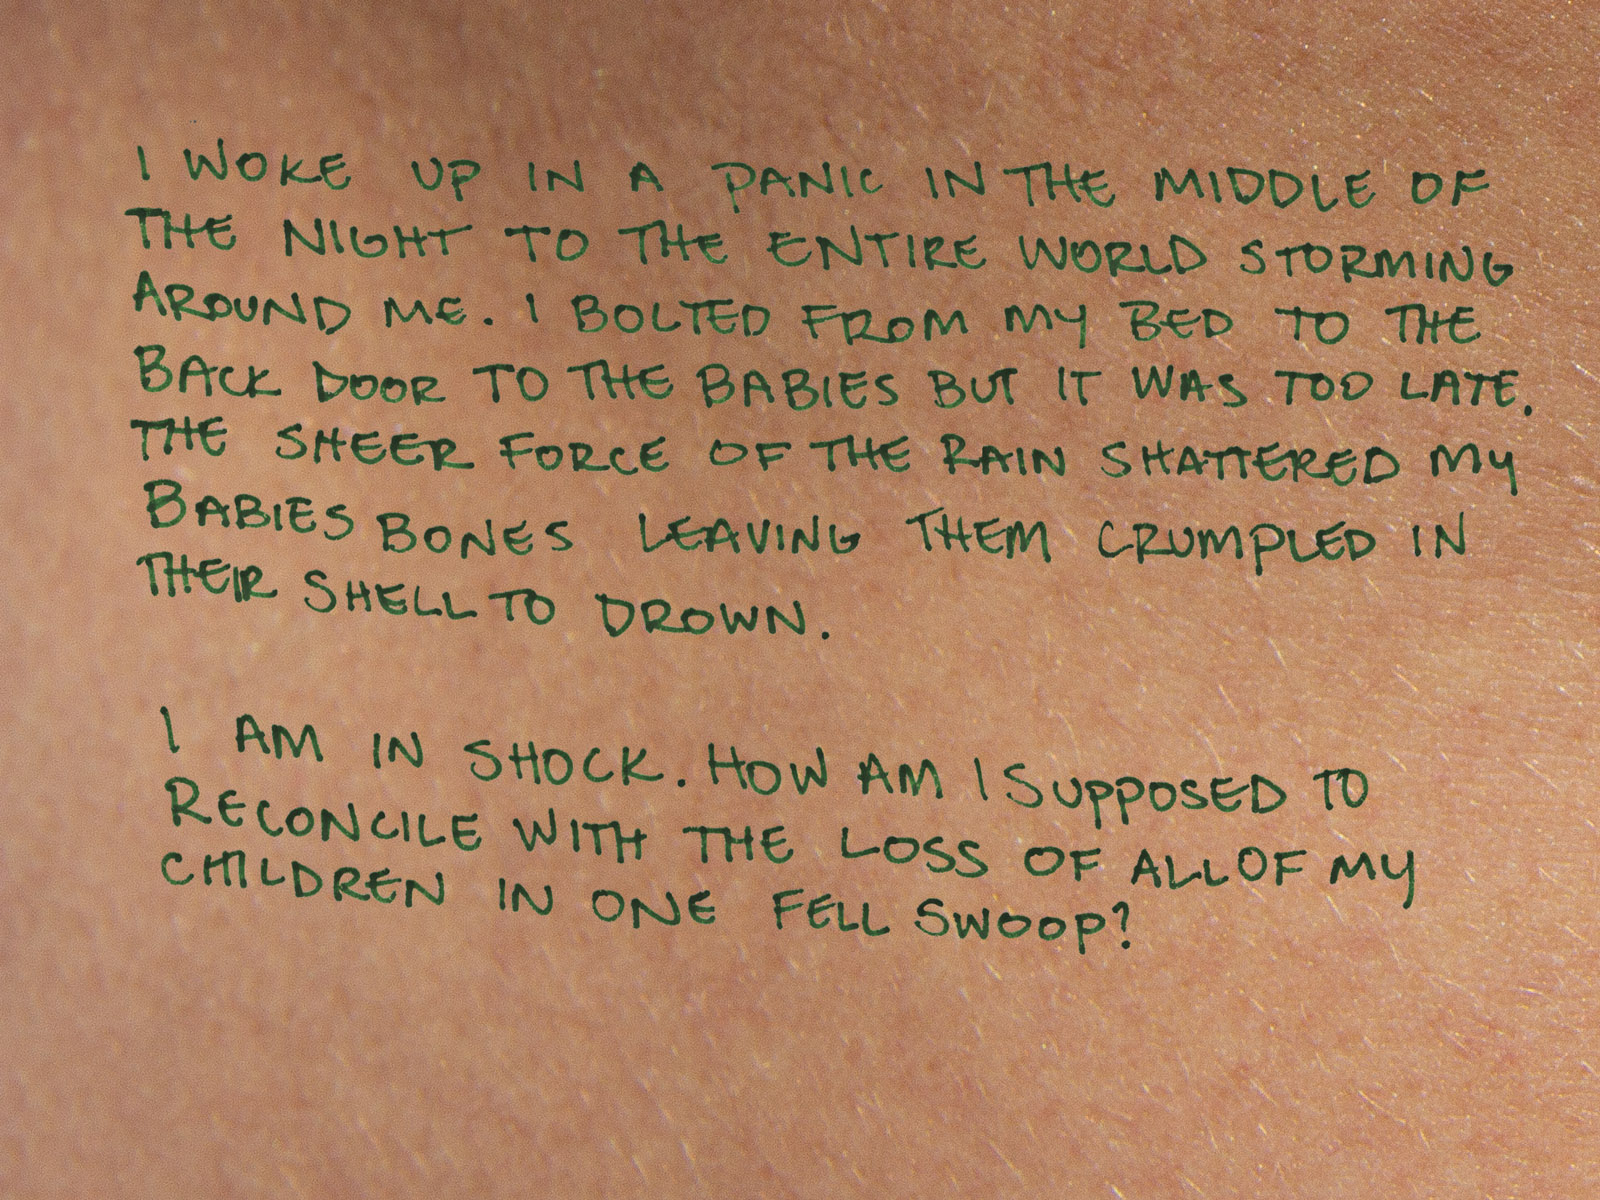 I WOKE UP IN A PANIC IN THE MIDDLE OF
THE NIGHT TO THE ENTIRE WORLD STORMING
AROUND ME. I BOLTED FROM MY BED TO THE
BACK DOOR TO THE BABIES BUT IT WAS TOO LATE.
THE SHEER FORCE OF THE RAIN SHATTERED MY
BABIES BONES LEAVING THEM CRUMPLED IN
THEIR SHELL TO DROWN.
I AM IN SHOCK. HOW AM I SUPPOSED TO
RECONCILE WITH THE LOSS OF ALL OF MY
CHILDREN IN ONE FELL SWOOP?